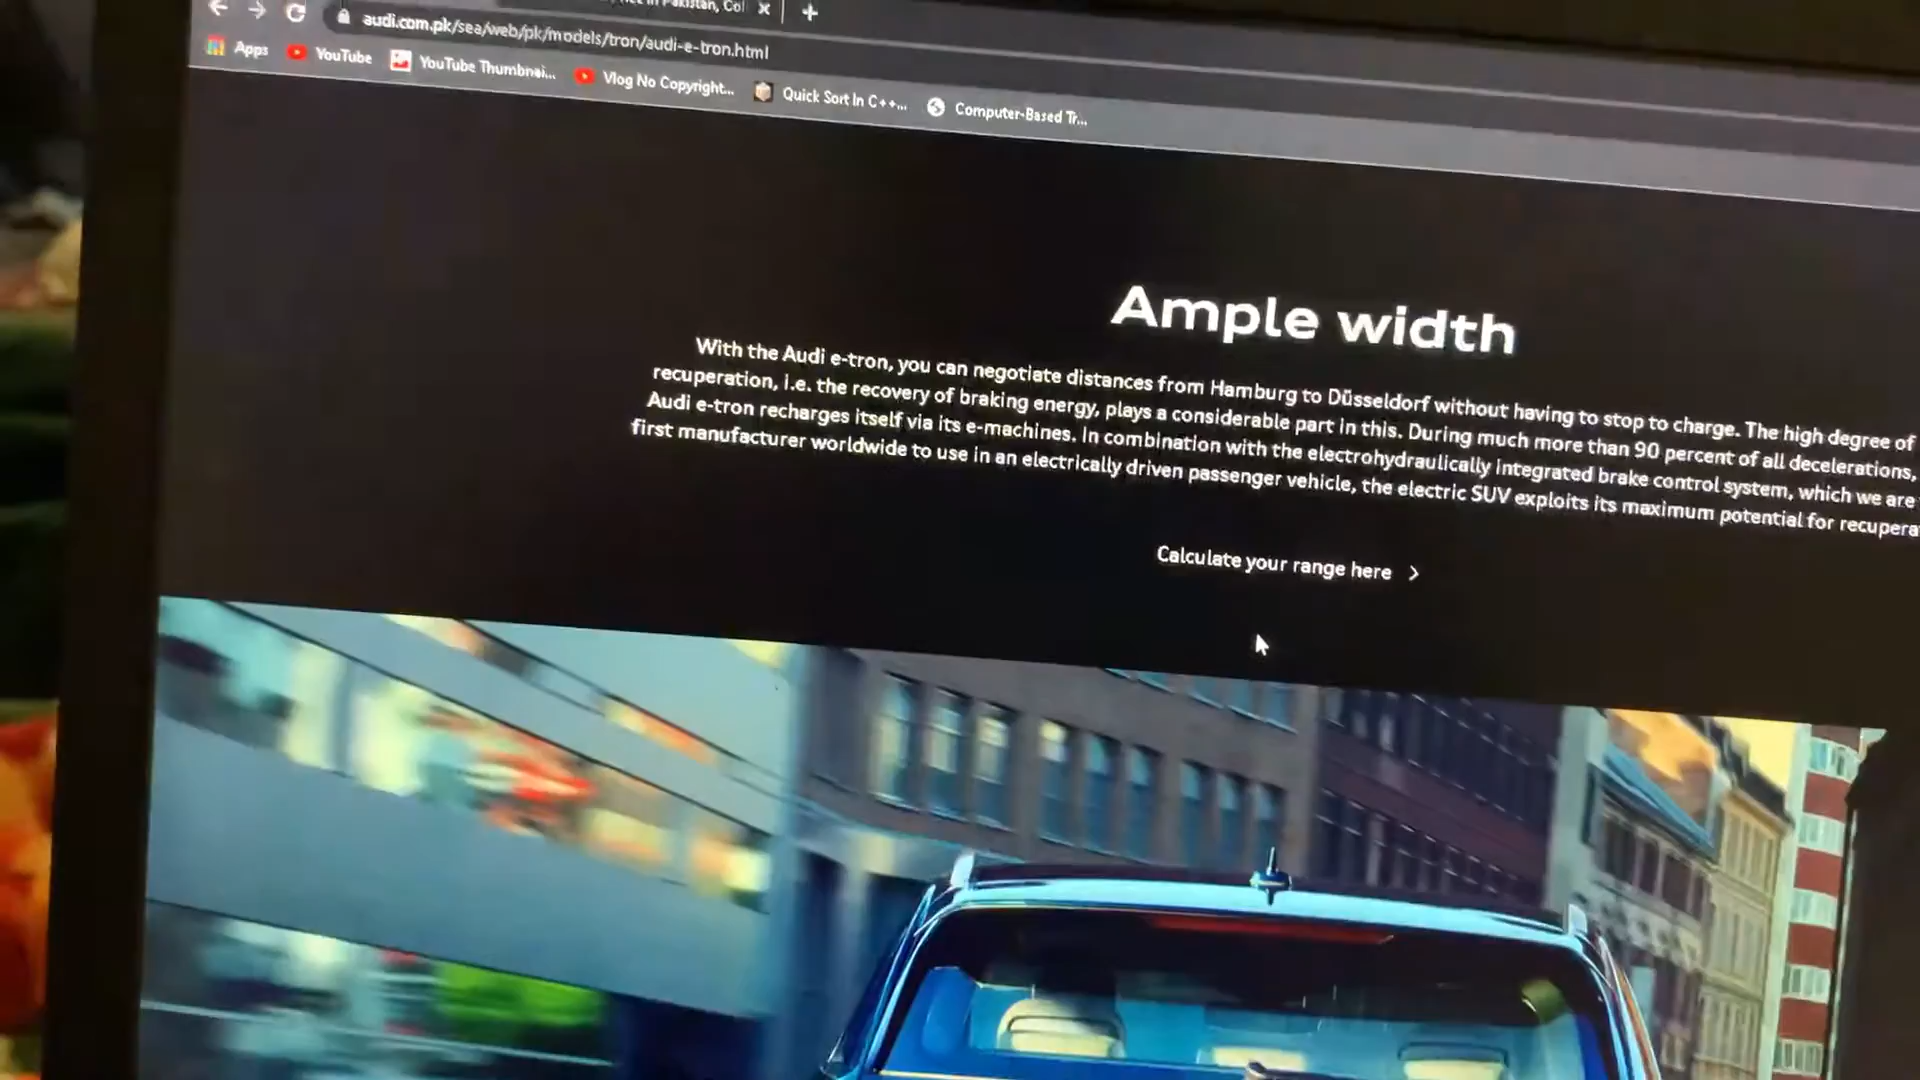 in Pakistan, Col
audi.com.pk/sea/web/pk/models/tron/audi-e-tron.html
Apps YouTube YouTube Thumbnai... Vlog No Copyright... Quick Sort In C++... Computer-Based Tr...
Ample width
With the Audi e-tron, you can negotiate distances from Hamburg to Düsseldorf without having to stop to charge. The high degree of
recuperation, i.e. the recovery of braking energy, plays a considerable part in this. During much more than 90 percent of all decelerations,
Audi e-tron recharges itself via its e-machines. In combination with the electrohydraulically integrated brake control system, which we are
first manufacturer worldwide to use in an electrically driven passenger vehicle, the electric SUV exploits its maximum potential for recupera
Calculate your range here